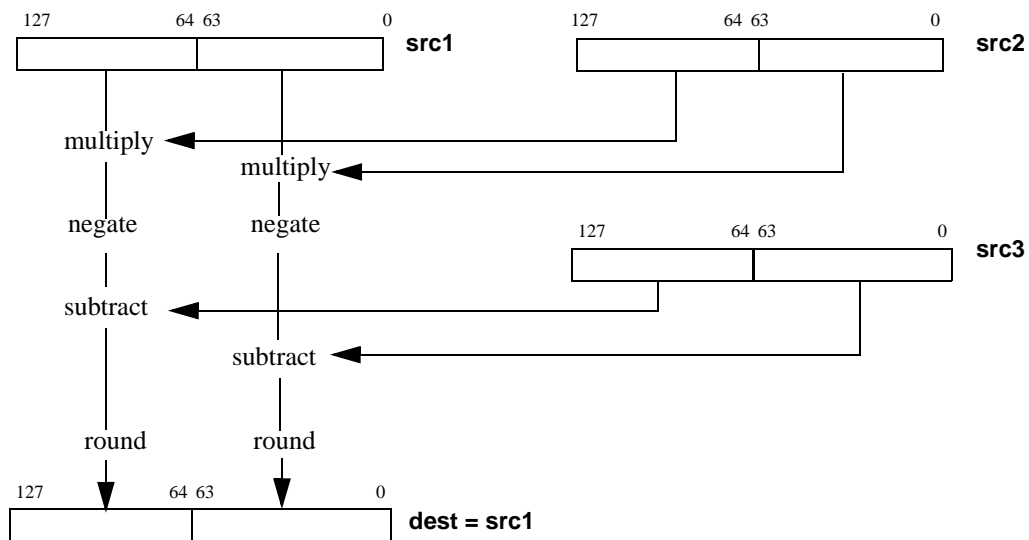 127 64 63 0 src1
127 64 63 0 src2
multiply
multiply
negate negate
127 64 63 0 src3
subtract
subtract
round round
127 64 63 0
dest = src1